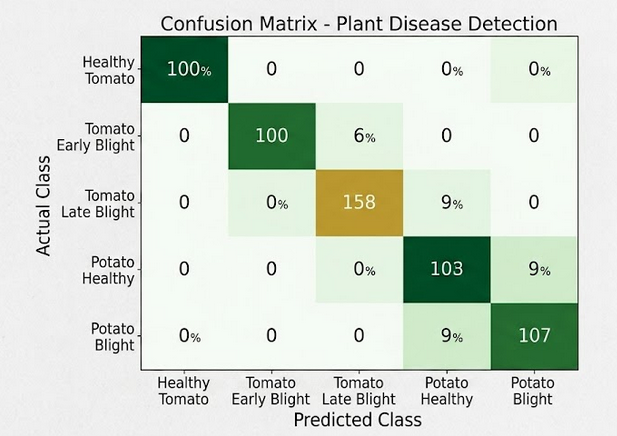 Confusion Matrix - Plant Disease Detection
Actual Class
Healthy
Tomato
100% 0 0 0% 0%
Tomato
Early Blight
0 100 6% 0 0
Tomato
Late Blight
0 0% 158 9% 0
Potato
Healthy
0 0 0% 103 9%
Potato
Blight
0% 0 0 9% 107
Healthy Tomato Tomato Potato Potato
Tomato Early Blight Late Blight Healthy Blight
Predicted Class